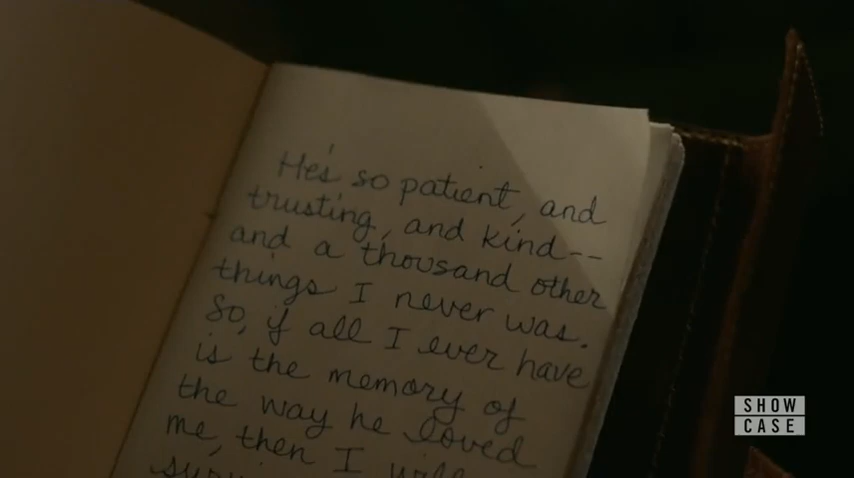 He's so patient, and
trusting, and kind--
and a thousand other
things I never was.
So, if all I ever have
is the memory of
the way he loved
me, then I will
SHOW
CASE